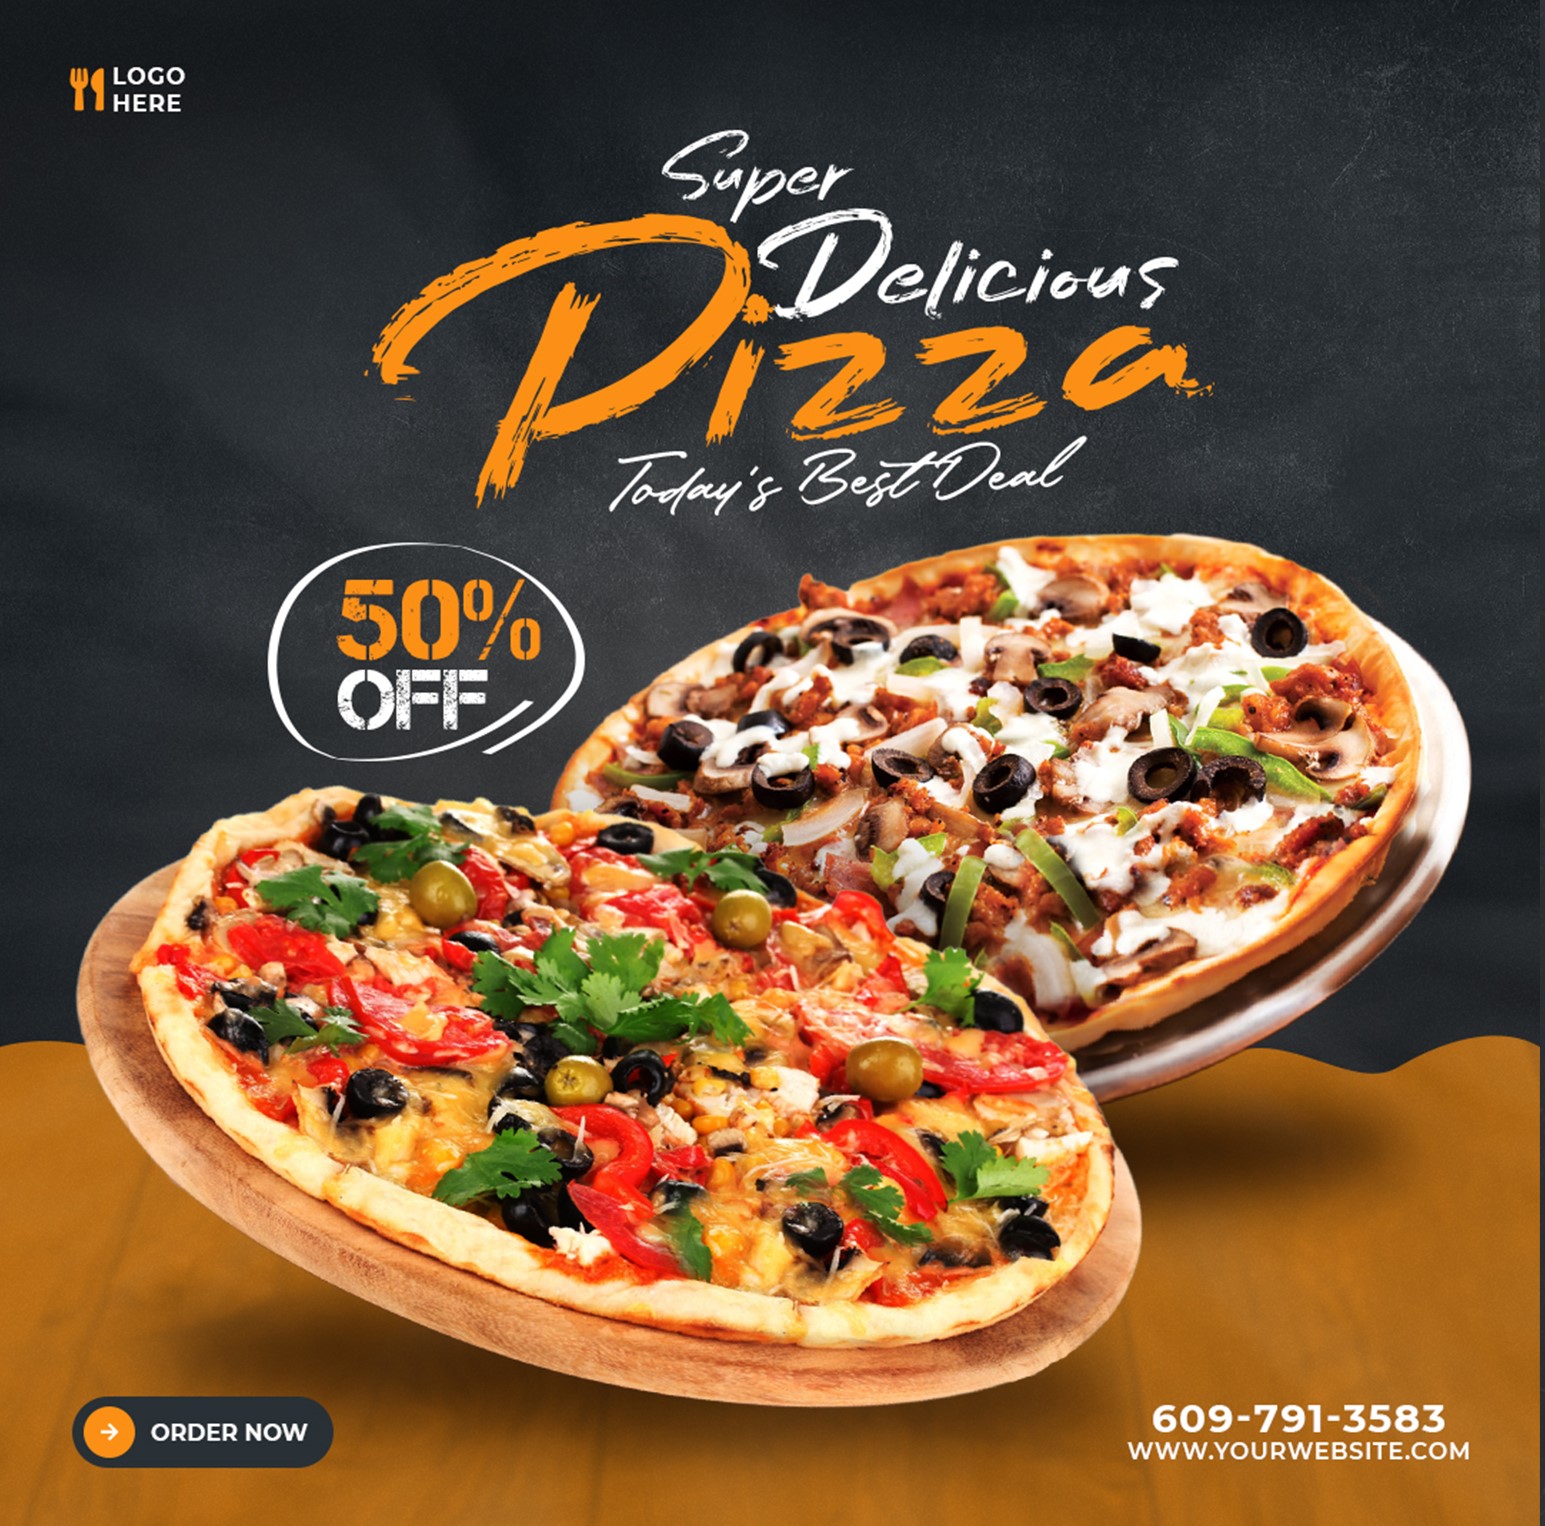 LOGO
HERE
Super
Delicious
Pizza
Today's Best Deal
50%
OFF
ORDER NOW
609-791-3583
WWW.YOURWEBSITE.COM